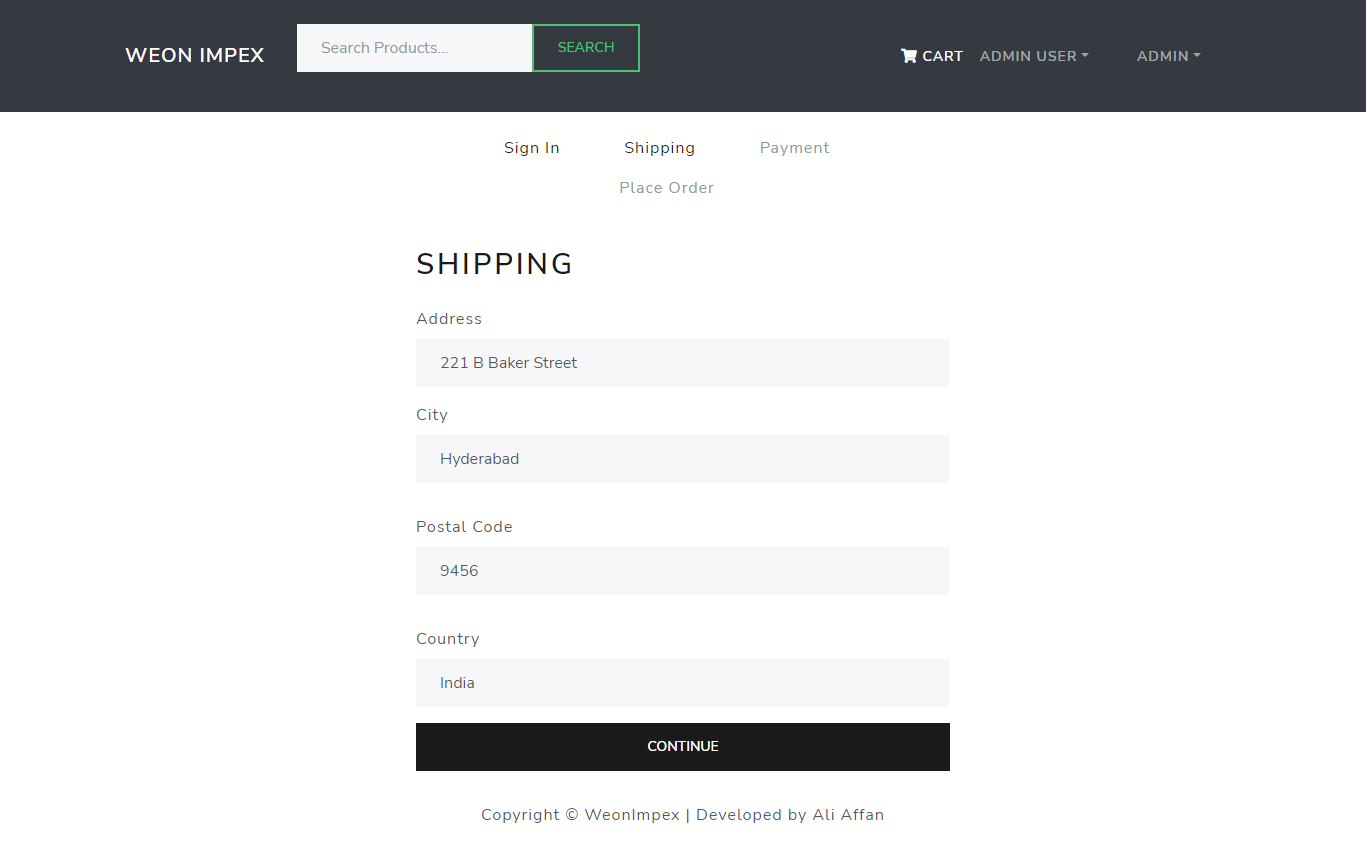 WEON IMPEX Search Products... SEARCH CART ADMIN USER ADMIN
Sign In Shipping Payment
Place Order
SHIPPING
Address
221 B Baker Street
City
Hyderabad
Postal Code
9456
Country
India
CONTINUE
Copyright © WeonImpex | Developed by Ali Affan